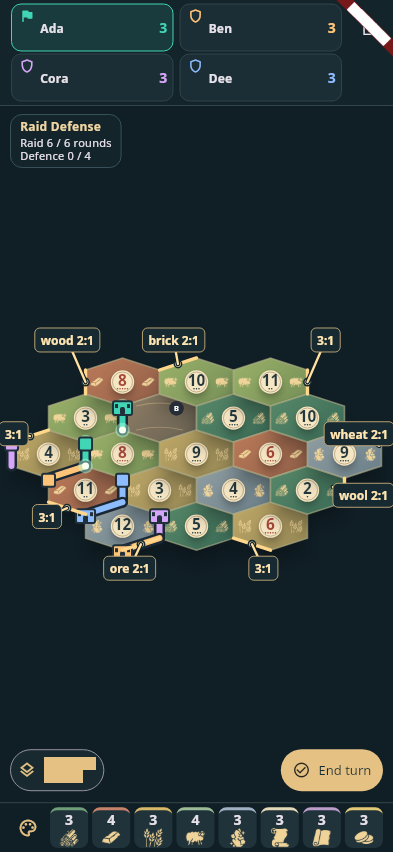 Ada 3
Ben 3
Cora 3
Dee 3
Raid Defense
Raid 6 / 6 rounds
Defence 0 / 4
wood 2:1
brick 2:1
3:1
8
10
11
B
3
5
10
3:1
wheat 2:1
4
8
9
6
9
11
3
4
2
wool 2:1
3:1
12
5
6
ore 2:1
3:1
End turn
3
4
3
4
3
3
3
3